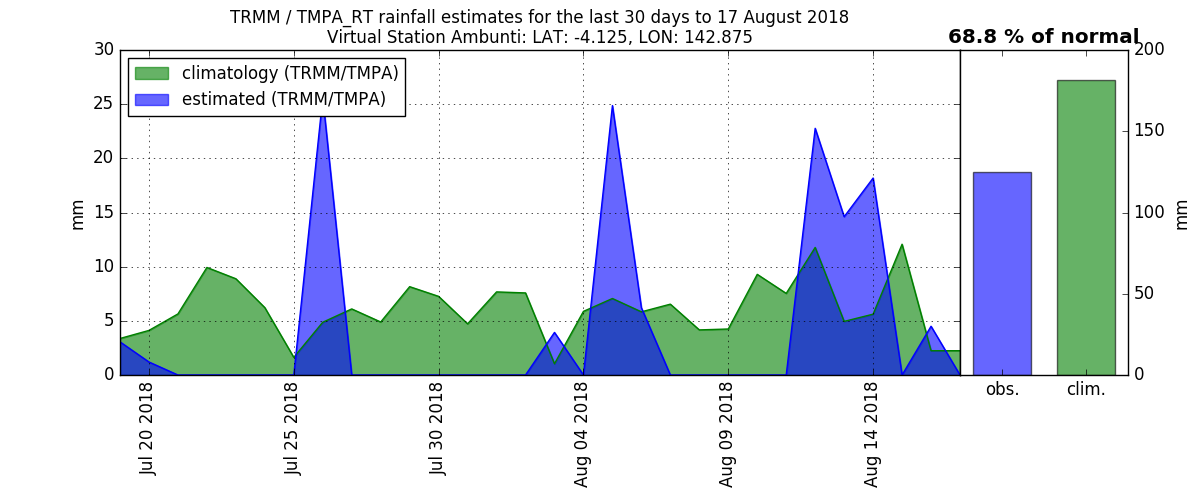 TRMM / TMPA_RT rainfall estimates for the last 30 days to 17 August 2018
Virtual Station Ambunti: LAT: -4.125, LON: 142.875
68.8 % of normal
climatology (TRMM/TMPA)
estimated (TRMM/TMPA)
30
25
20
15
10
5
0
mm
Jul 20 2018
Jul 25 2018
Jul 30 2018
Aug 04 2018
Aug 09 2018
Aug 14 2018
200
150
100
50
0
mm
obs.
clim.